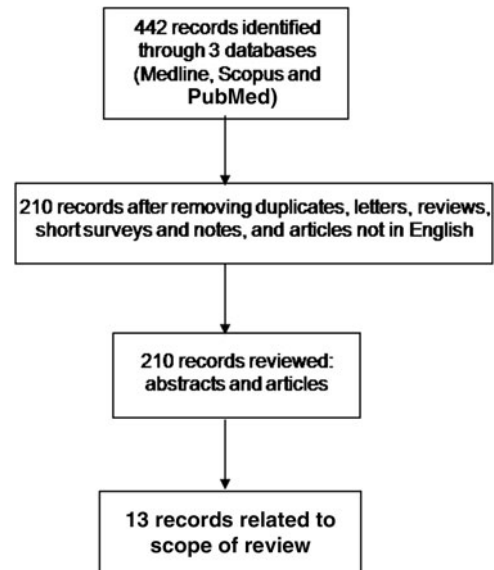 442 records identified
through 3 databases
(Medline, Scopus and
PubMed)
210 records after removing duplicates, letters, reviews,
short surveys and notes, and articles not in English
210 records reviewed:
abstracts and articles
13 records related to
scope of review